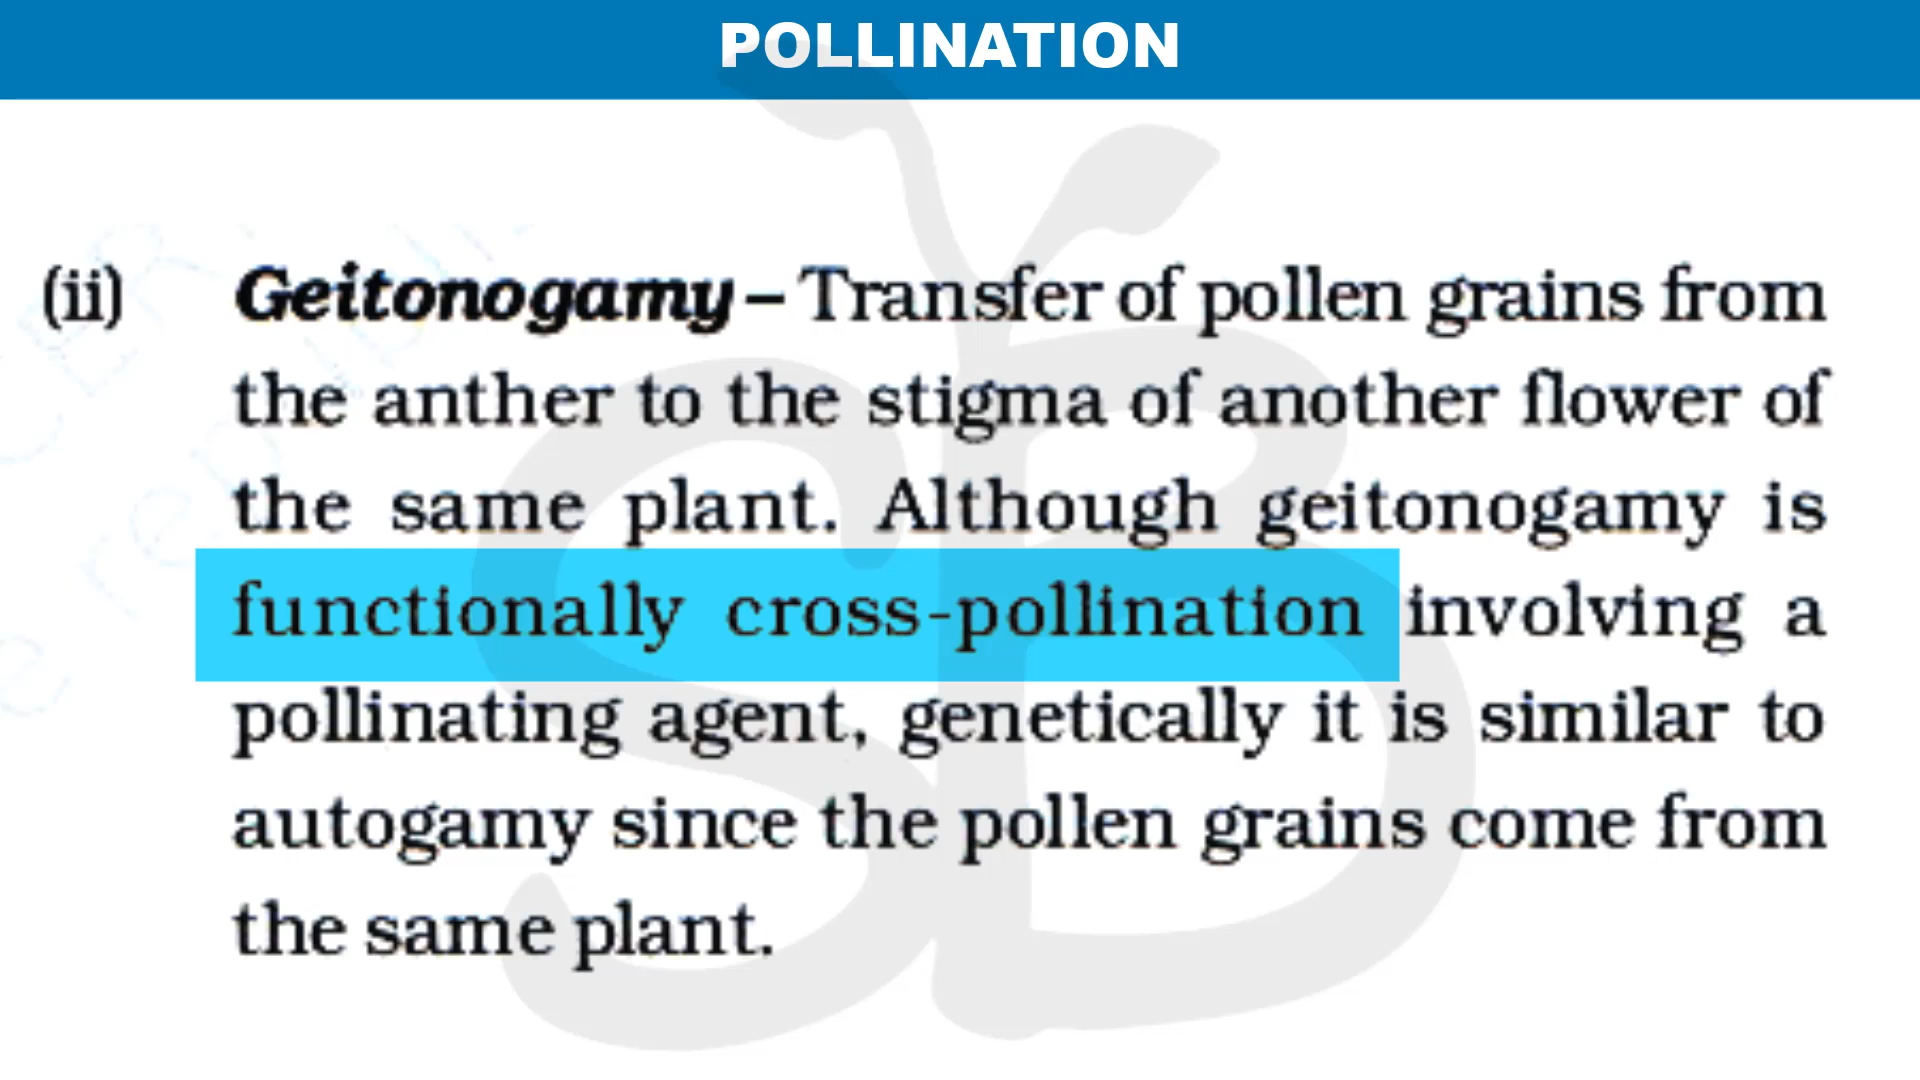 POLLINATION
(ii) Geitonogamy – Transfer of pollen grains from
the anther to the stigma of another flower of
the same plant. Although geitonogamy is
functionally cross-pollination involving a
pollinating agent, genetically it is similar to
autogamy since the pollen grains come from
the same plant.
SB